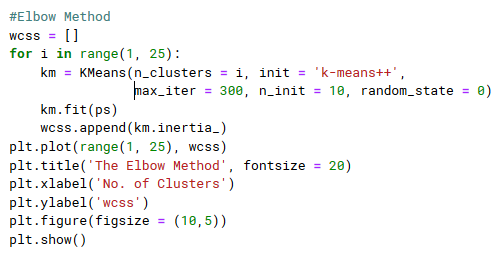 #Elbow Method
wcss = []
for i in range(1, 25):
    km = KMeans(n_clusters = i, init = 'k-means++',
                max_iter = 300, n_init = 10, random_state = 0)
    km.fit(ps)
    wcss.append(km.inertia_)
plt.plot(range(1, 25), wcss)
plt.title('The Elbow Method', fontsize = 20)
plt.xlabel('No. of Clusters')
plt.ylabel('wcss')
plt.figure(figsize = (10,5))
plt.show()